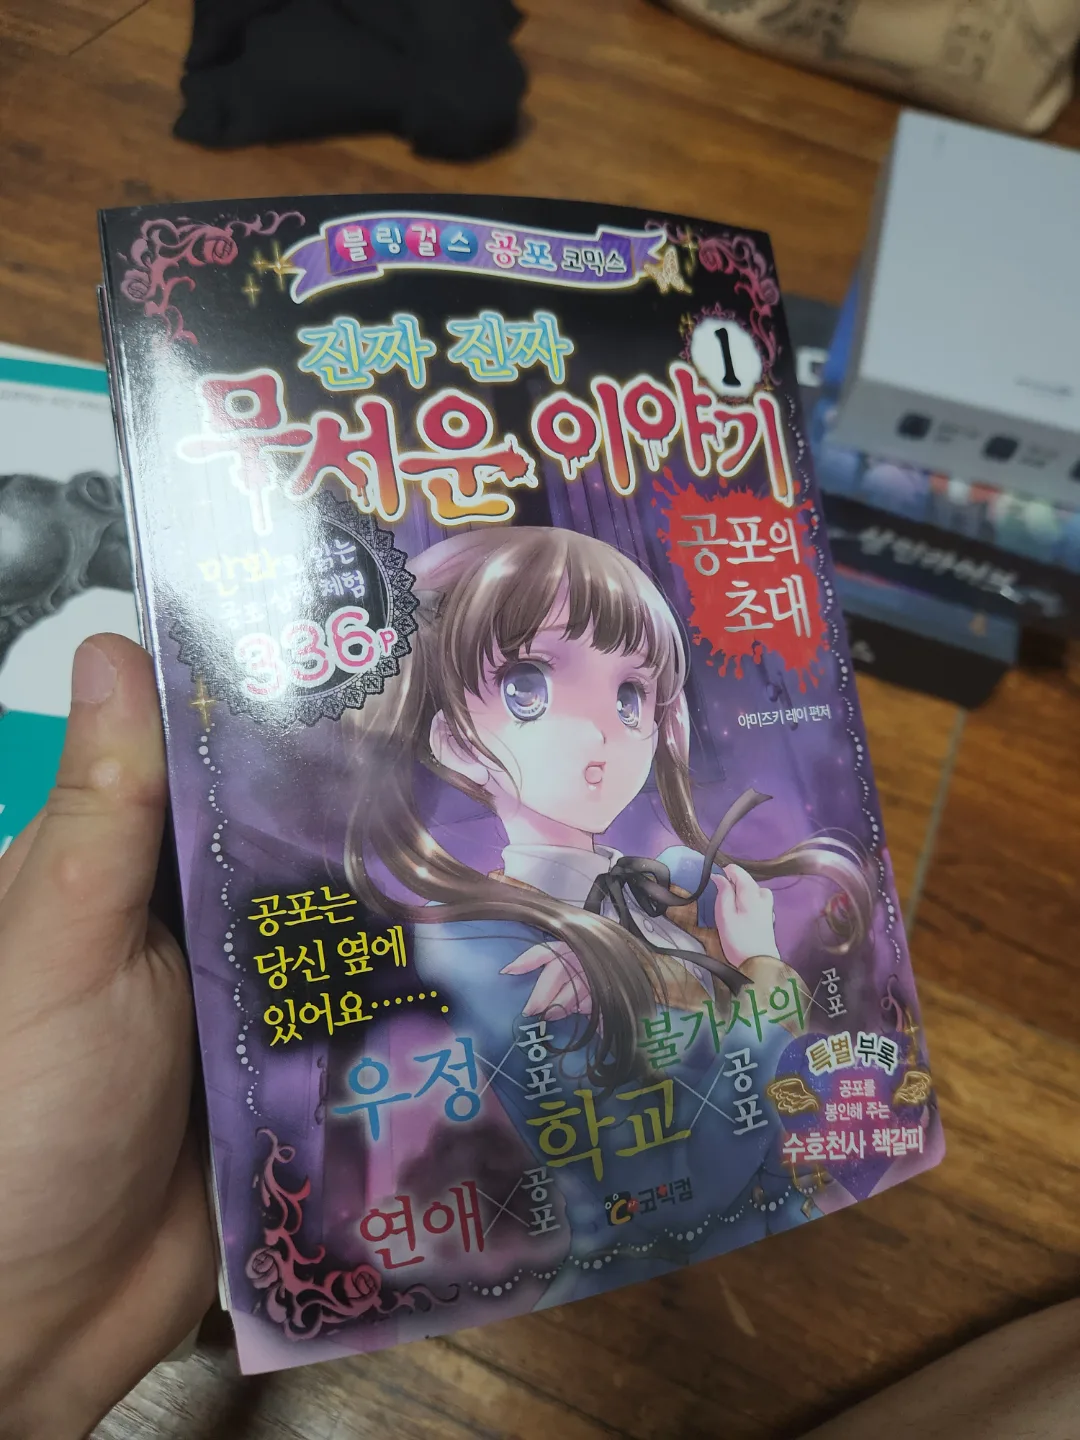 블링걸스 공포 코믹스
진짜 진짜
무서운 이야기
1
공포의
초대
만화로 읽는
체험
336P
야미즈키 레이 편저
공포는
당신 옆에
있어요…….
우정×공포
불가사의×공포
학교×공포
연애×공포
특별 부록
공포를
봉인해 주는
수호천사 책갈피
코믹컴